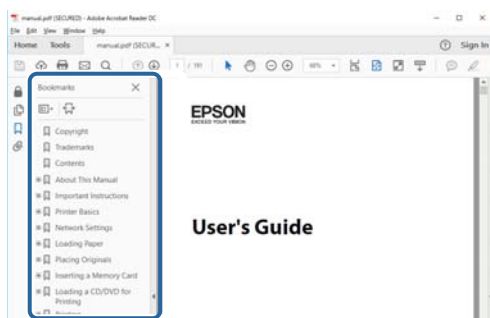 manual.pdf (SECURED) - Adobe Acrobat Reader DC
File Edit View Window Help
Home Tools manual.pdf (SECUR... × Sign In
1 / 191
Bookmarks
Copyright
Trademarks
Contents
About This Manual
Important Instructions
Printer Basics
Network Settings
Loading Paper
Placing Originals
Inserting a Memory Card
Loading a CD/DVD for
Printing
EPSON
EXCEED YOUR VISION
User's Guide